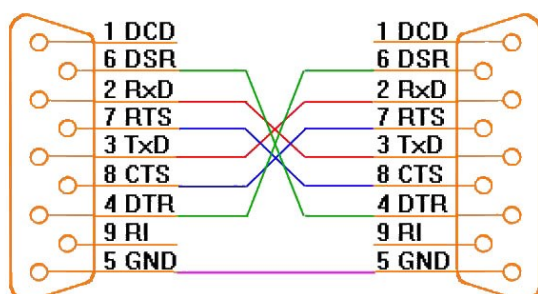 1 DCD
6 DSR
2 RxD
7 RTS
3 TxD
8 CTS
4 DTR
9 RI
5 GND
1 DCD
6 DSR
2 RxD
7 RTS
3 TxD
8 CTS
4 DTR
9 RI
5 GND